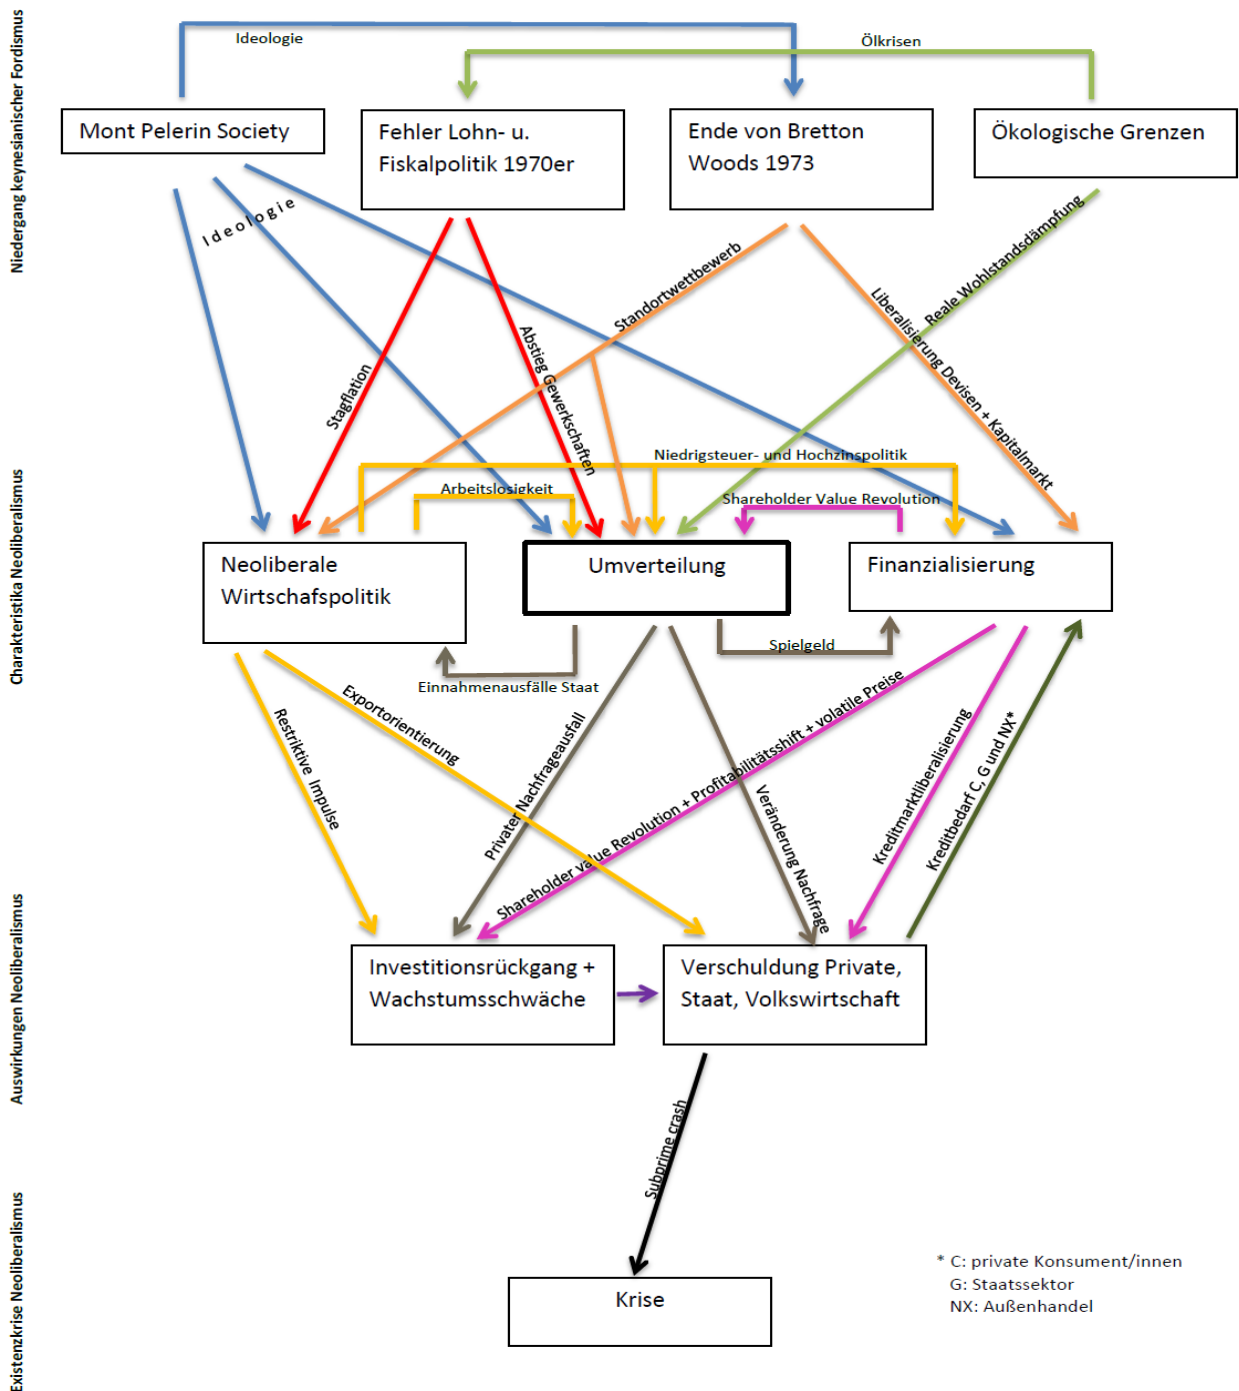 Niedergang keynesianischer Fordismus
Ideologie
Ölkrisen
Mont Pelerin Society
Fehler Lohn- u.
Fiskalpolitik 1970er
Ende von Bretton
Woods 1973
Ökologische Grenzen
Ideologie
Standortwettbewerb
Reale Wohlstandsdämpfung
Liberalisierung Devisen + Kapitalmarkt
Stagflation
Abstieg Gewerkschaften
Charakteristika Neoliberalismus
Niedrigsteuer- und Hochzinspolitik
Arbeitslosigkeit
Shareholder Value Revolution
Neoliberale
Wirtschafspolitik
Umverteilung
Finanzialisierung
Spielgeld
Einnahmenausfälle Staat
Restriktive Impulse
Exportorientierung
Privater Nachfrageausfall
Shareholder value Revolution + Profitabilitätsshift + volatile Preise
Veränderung Nachfrage
Kreditmarktliberalisierung
Kreditbedarf C, G und NX*
Auswirkungen Neoliberalismus
Investitionsrückgang +
Wachstumsschwäche
Verschuldung Private,
Staat, Volkswirtschaft
Subprime crash
Existenzkrise Neoliberalismus
Krise
* C: private Konsument/innen
G: Staatssektor
NX: Außenhandel